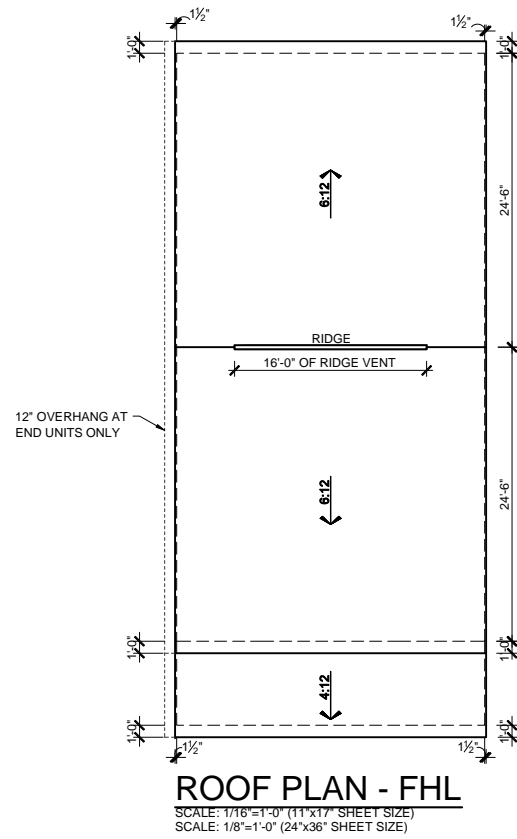 1½"
1½"
1'-0"
1'-0"
6:12
24'-6"
RIDGE
16'-0" OF RIDGE VENT
12" OVERHANG AT
END UNITS ONLY
6:12
24'-6"
1'-0"
1'-0"
4:12
1'-0"
1'-0"
1½"
1½"
ROOF PLAN - FHL
SCALE: 1/16"=1'-0" (11"x17" SHEET SIZE)
SCALE: 1/8"=1'-0" (24"x36" SHEET SIZE)